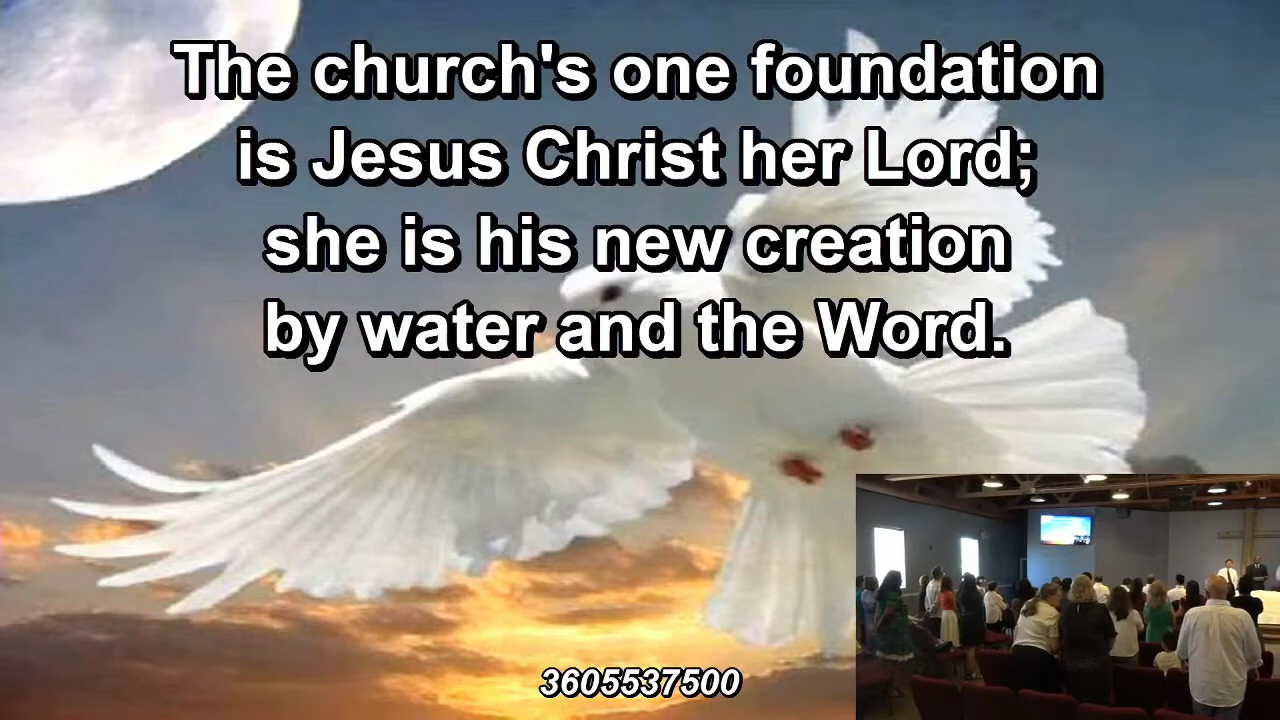 The church's one foundation
is Jesus Christ her Lord;
she is his new creation
by water and the Word.
3605537500